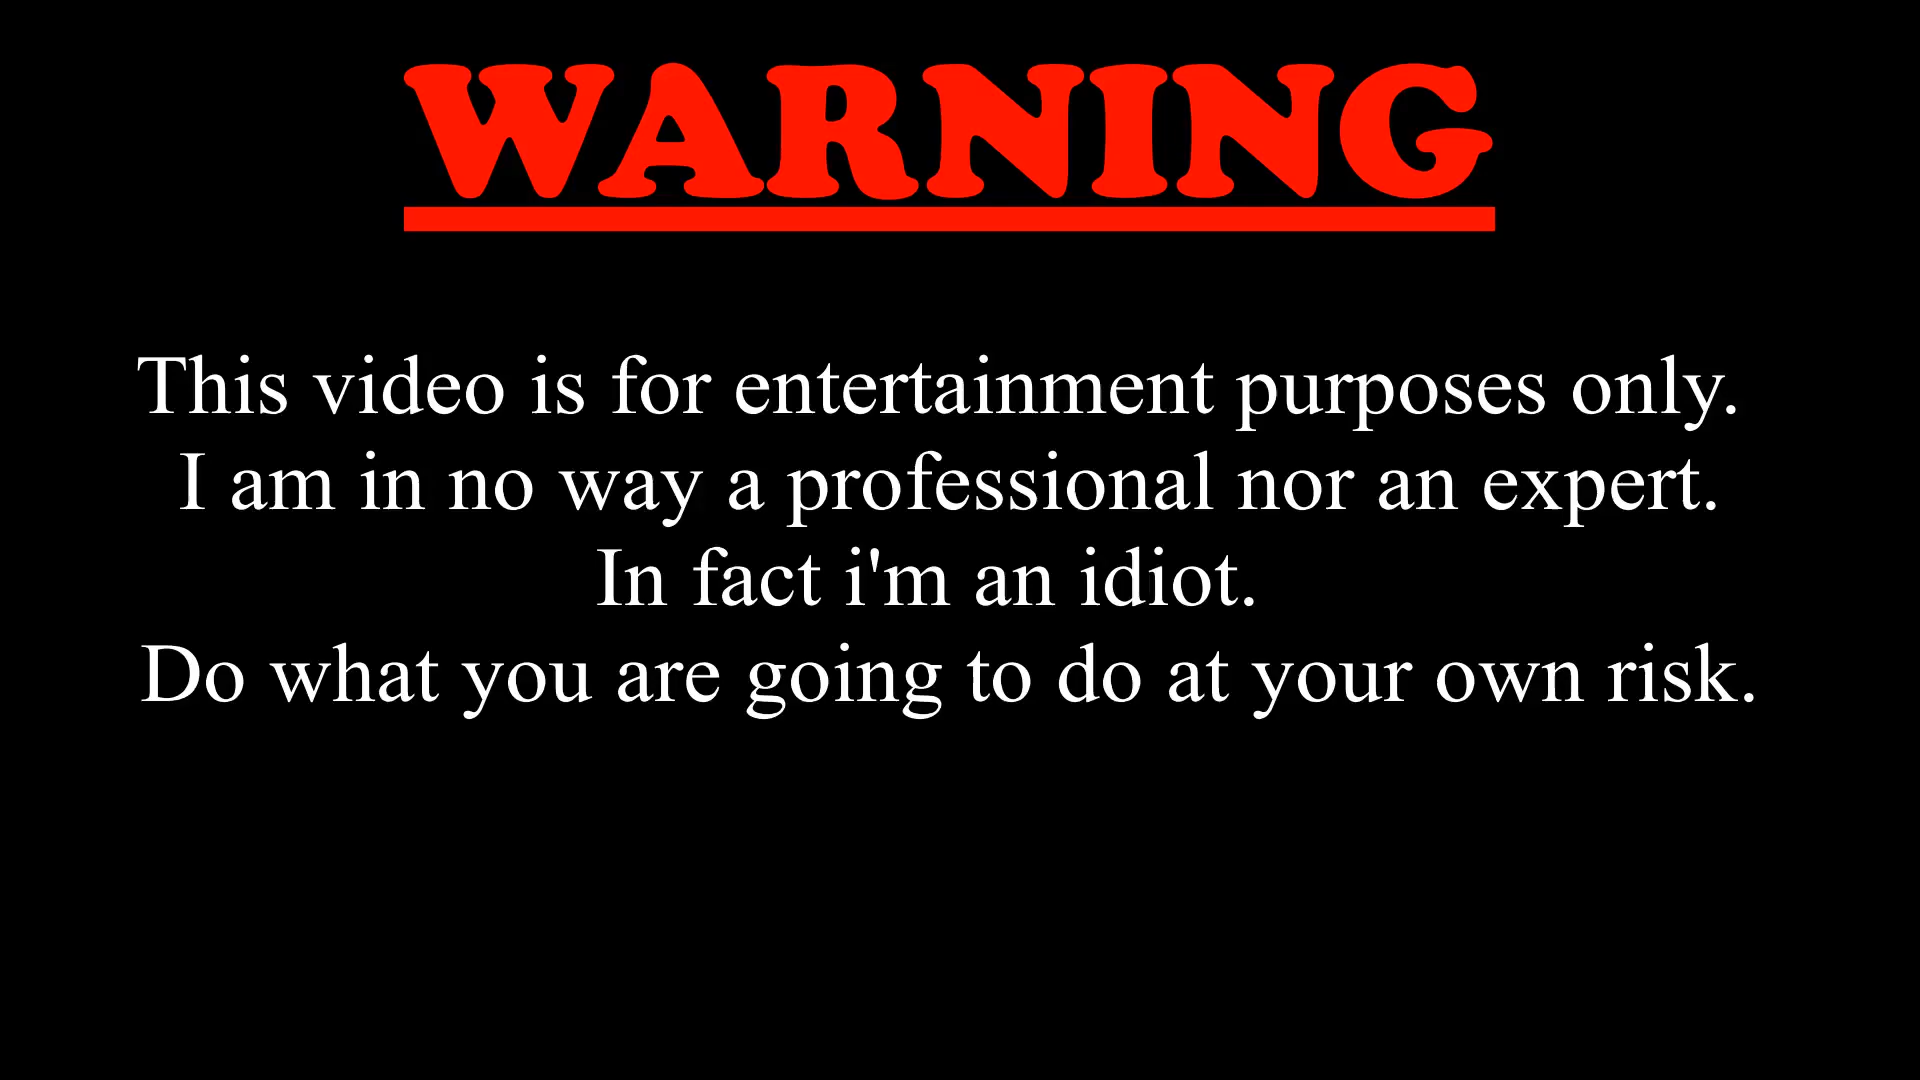 WARNING
This video is for entertainment purposes only.
I am in no way a professional nor an expert.
In fact i'm an idiot.
Do what you are going to do at your own risk.